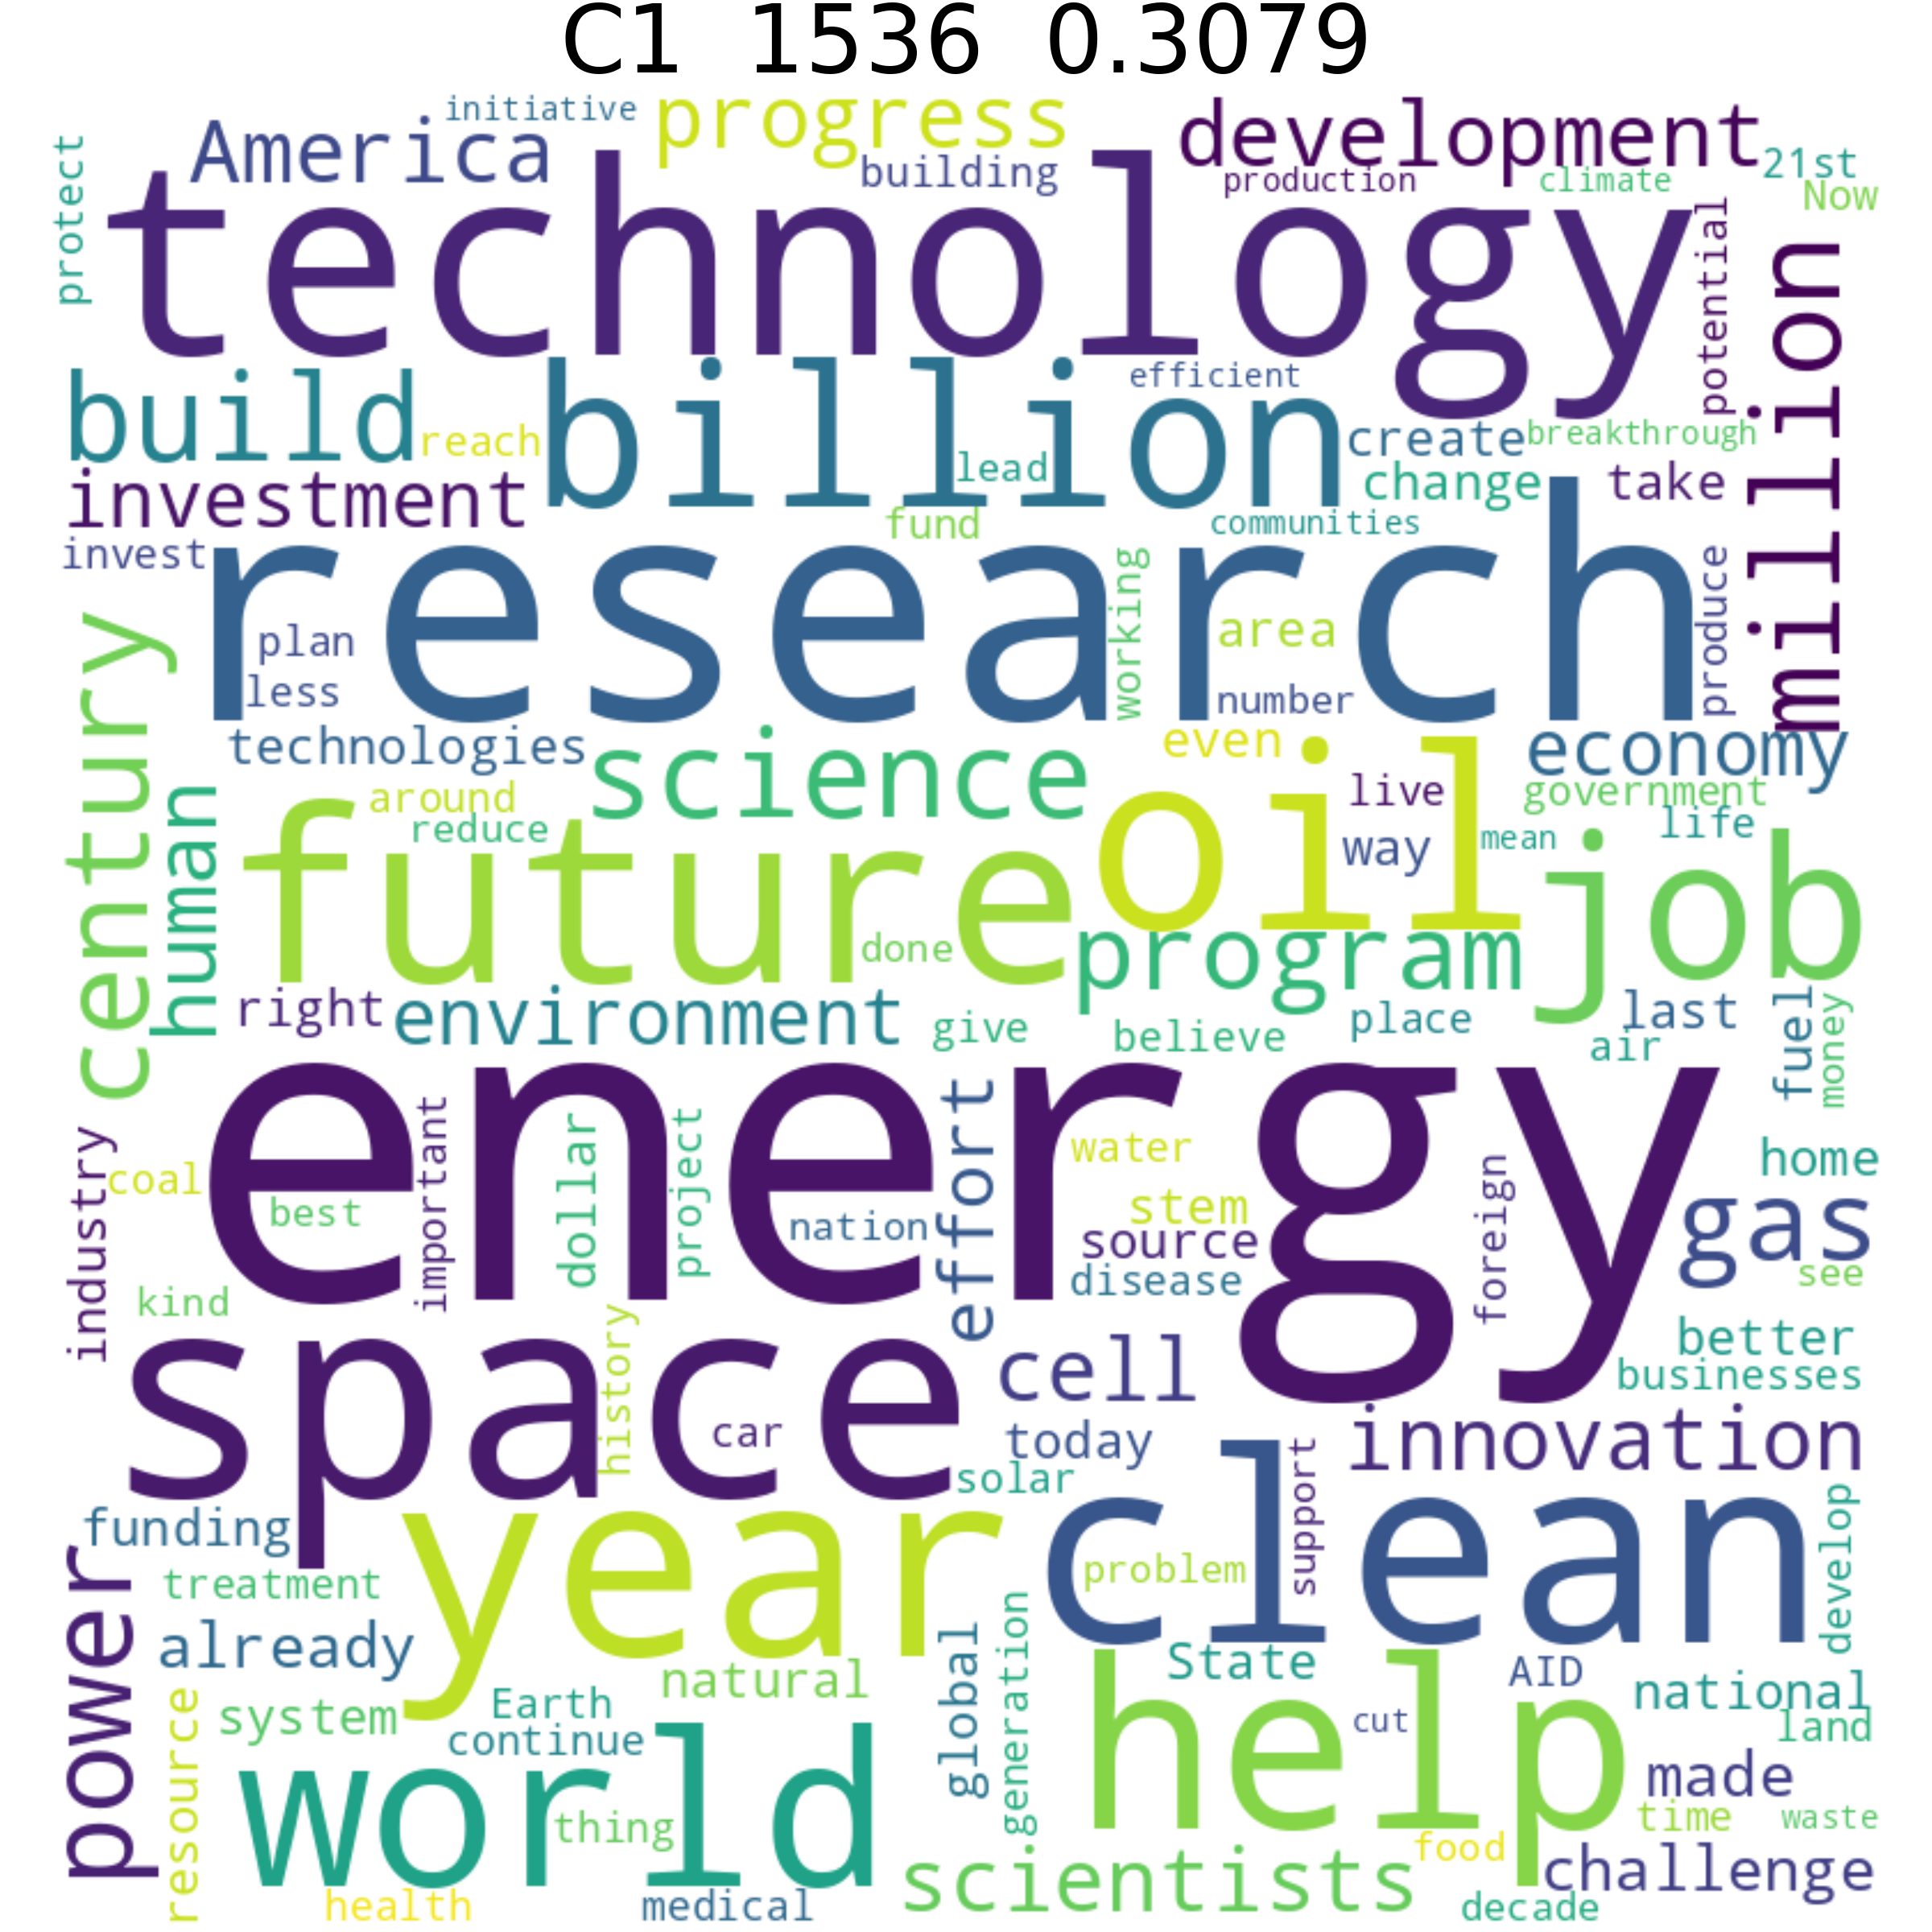 C1 1536 0.3079
initiative progress development
America building production climate 21st
protect Now
technology potential
million
build billion efficient
reach create breakthrough
lead change take
investment fund communities
invest research working produce
plan area
less number
century technologies science even economy
around oil live government
human reduce way mean life
future job
done program
right environment give believe place last
air fuel money
energy
industry coal important dollar project effort water home
best nation stem gas
source foreign
kind disease see
history better
space cell businesses
car today innovation
solar support
funding year clean develop
power treatment problem
already natural global generation State AID national
resource system Earth help cut land
continue made
world thing time waste
scientists food challenge
health medical decade